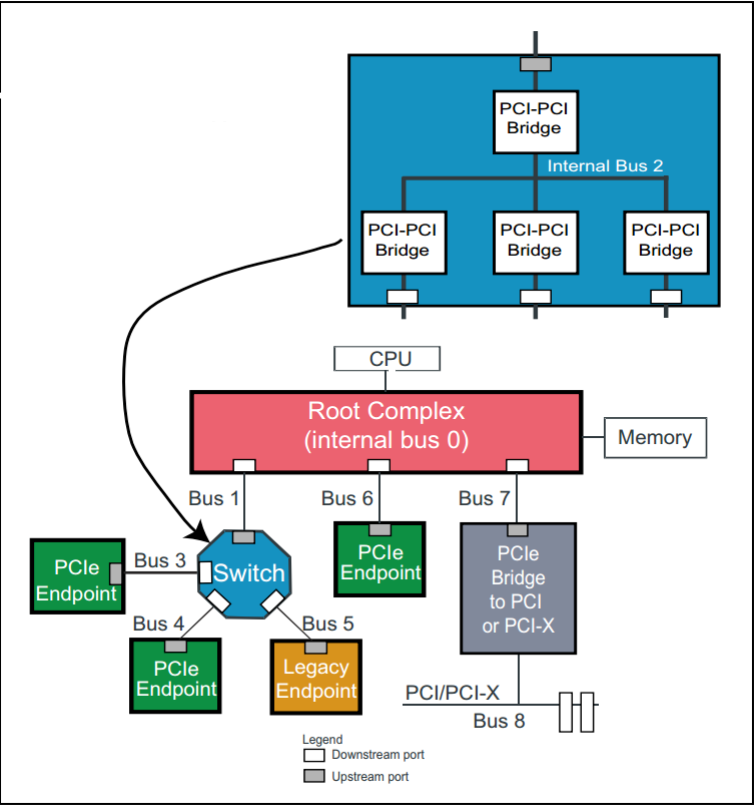 PCI-PCI
Bridge
Internal Bus 2
PCI-PCI
Bridge
PCI-PCI
Bridge
PCI-PCI
Bridge
CPU
Root Complex
(internal bus 0)
Memory
Bus 1
Bus 6
Bus 7
PCIe
Endpoint
Bus 3
Switch
PCIe
Endpoint
PCIe
Bridge
to PCI
or PCI-X
Bus 4
Bus 5
PCIe
Endpoint
Legacy
Endpoint
PCI/PCI-X
Bus 8
Legend
Downstream port
Upstream port